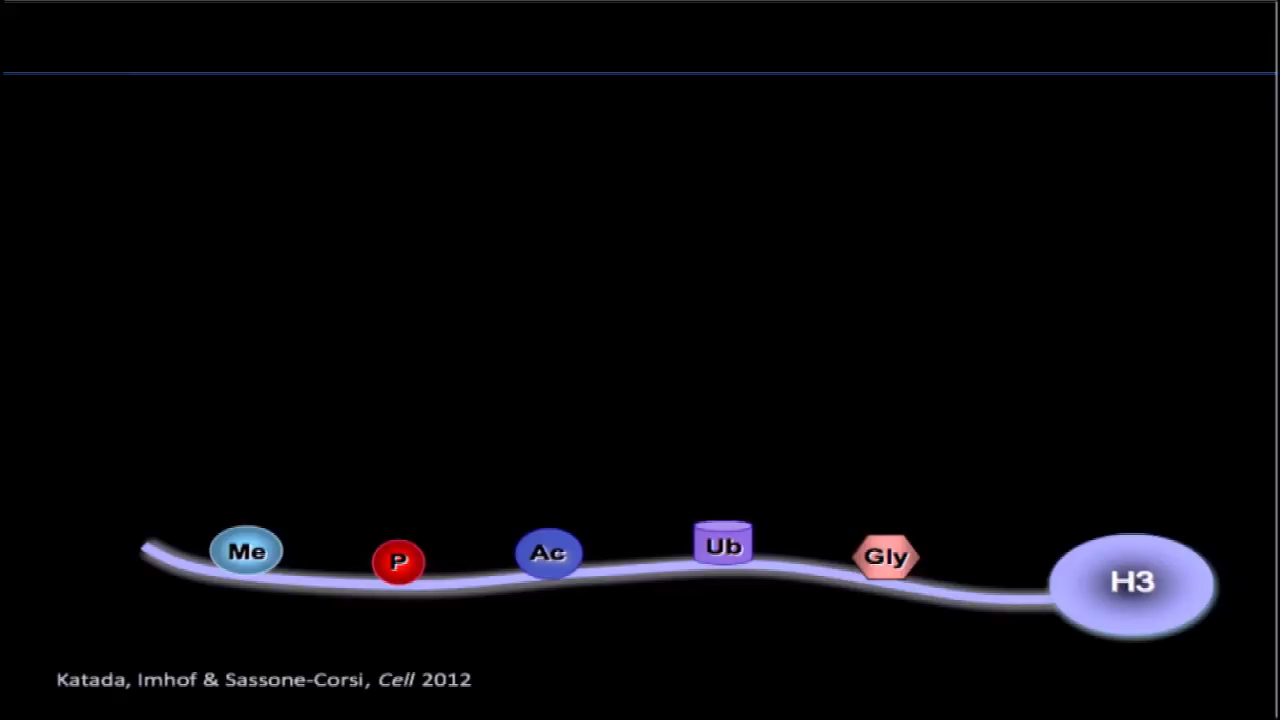 Me
P
Ac
Ub
Gly
H3
Katada, Imhof & Sassone-Corsi, Cell 2012